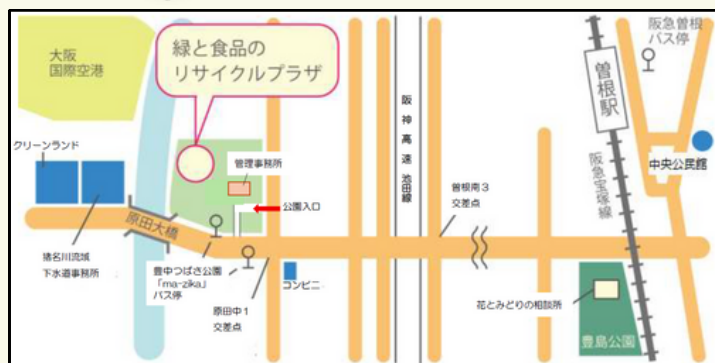 大阪
国際空港
緑と食品の
リサイクルプラザ
阪急曽根
バス停
曽根駅
阪神高速 池田線
クリーンランド
管理事務所
中央公民館
公園入口
曽根南3
交差点
阪急宝塚線
原田大橋
猪名川流域
下水道事務所
豊中つばさ公園
「ma-zika」
バス停
コンビニ
原田中1
交差点
花とみどりの相談所
豊島公園